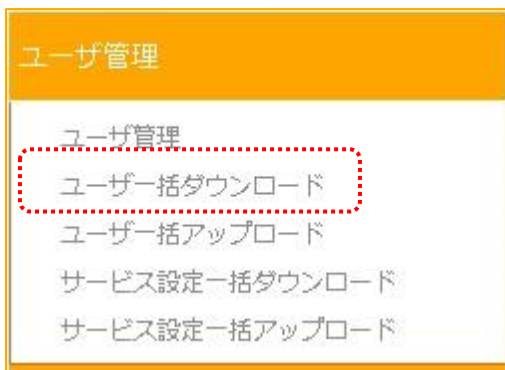 ユーザ管理
ユーザ管理
ユーザ一括ダウンロード
ユーザ一括アップロード
サービス設定一括ダウンロード
サービス設定一括アップロード